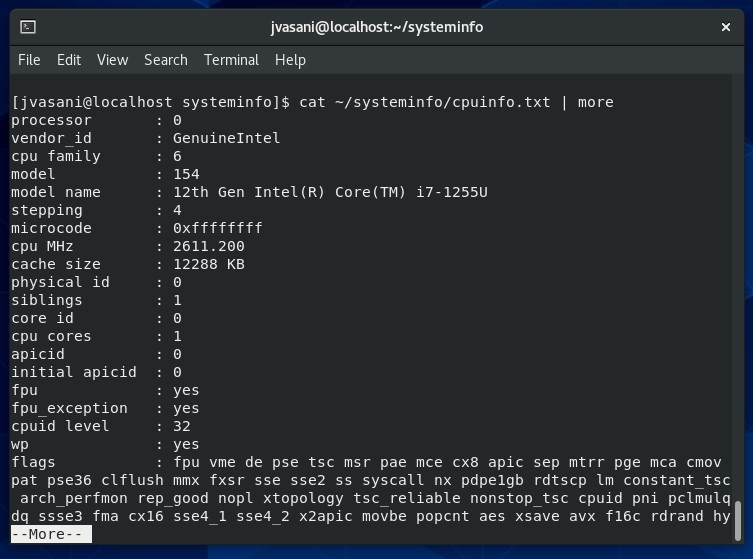 jvasani@localhost:~/systeminfo
File Edit View Search Terminal Help
[jvasani@localhost systeminfo]$ cat ~/systeminfo/cpuinfo.txt | more
processor       : 0
vendor_id       : GenuineIntel
cpu family      : 6
model           : 154
model name      : 12th Gen Intel(R) Core(TM) i7-1255U
stepping        : 4
microcode       : 0xffffffff
cpu MHz         : 2611.200
cache size      : 12288 KB
physical id     : 0
siblings        : 1
core id         : 0
cpu cores       : 1
apicid          : 0
initial apicid  : 0
fpu             : yes
fpu_exception   : yes
cpuid level     : 32
wp              : yes
flags           : fpu vme de pse tsc msr pae mce cx8 apic sep mtrr pge mca cmov
pat pse36 clflush mmx fxsr sse sse2 ss syscall nx pdpe1gb rdtscp lm constant_tsc
 arch_perfmon rep_good nopl xtopology tsc_reliable nonstop_tsc cpuid pni pclmulq
dq ssse3 fma cx16 sse4_1 sse4_2 x2apic movbe popcnt aes xsave avx f16c rdrand hy
--More--